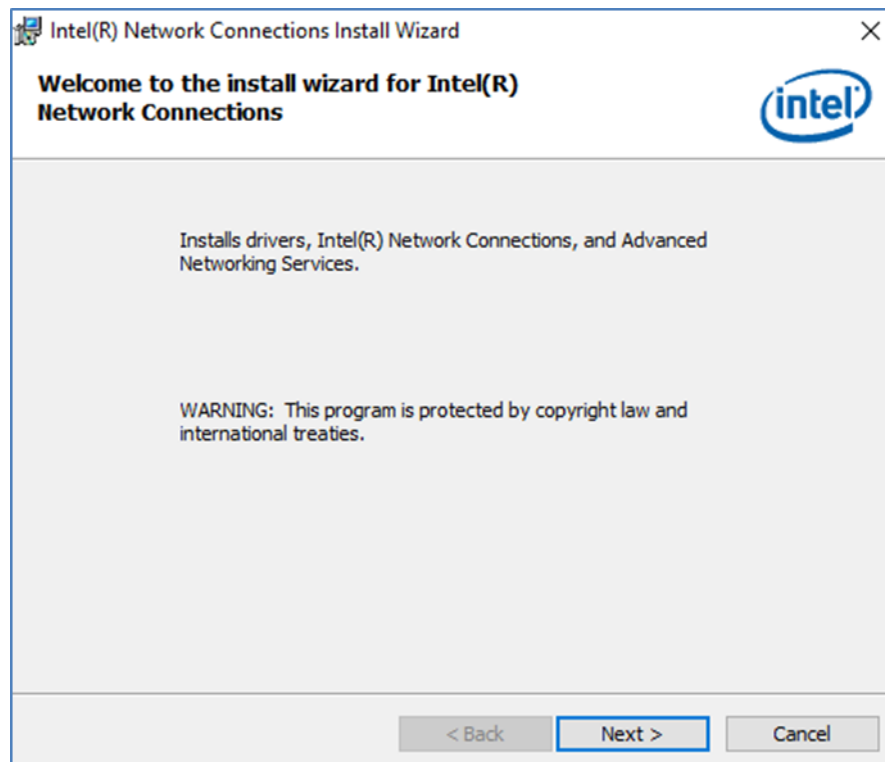 Intel(R) Network Connections Install Wizard
Welcome to the install wizard for Intel(R)
Network Connections
intel
Installs drivers, Intel(R) Network Connections, and Advanced
Networking Services.
WARNING:  This program is protected by copyright law and
international treaties.
< Back
Next >
Cancel